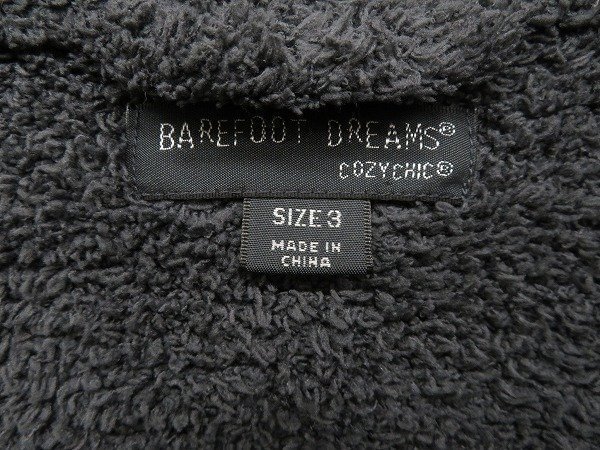 BAREFOOT DREAMS®
COZYCHIC®
SIZE 3
MADE IN
CHINA